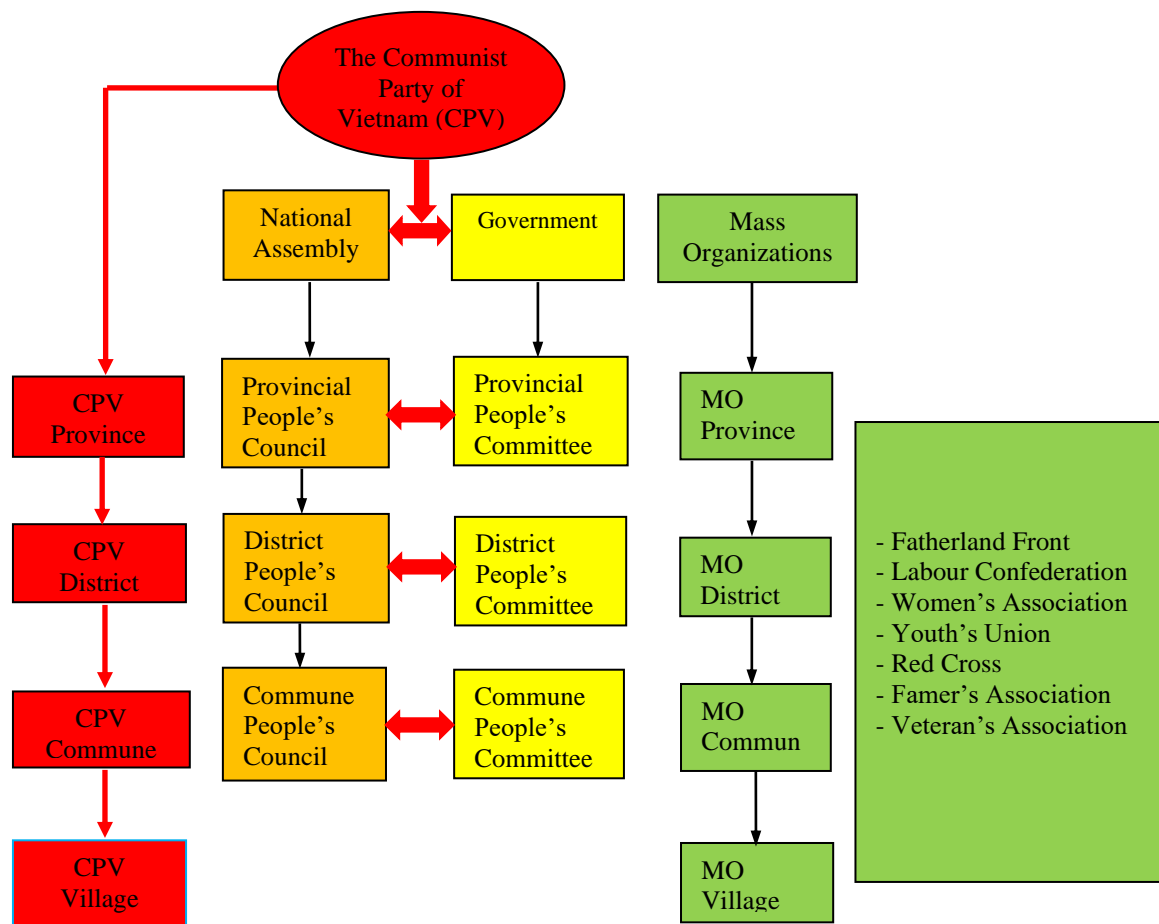 The Communist
Party of
Vietnam (CPV)
National
Assembly
Government
Mass
Organizations
CPV
Province
Provincial
People’s
Council
Provincial
People’s
Committee
MO
Province
CPV
District
District
People’s
Council
District
People’s
Committee
MO
District
- Fatherland Front
- Labour Confederation
- Women’s Association
- Youth’s Union
- Red Cross
- Famer’s Association
- Veteran’s Association
CPV
Commune
Commune
People’s
Council
Commune
People’s
Committee
MO
Commun
CPV
Village
MO
Village